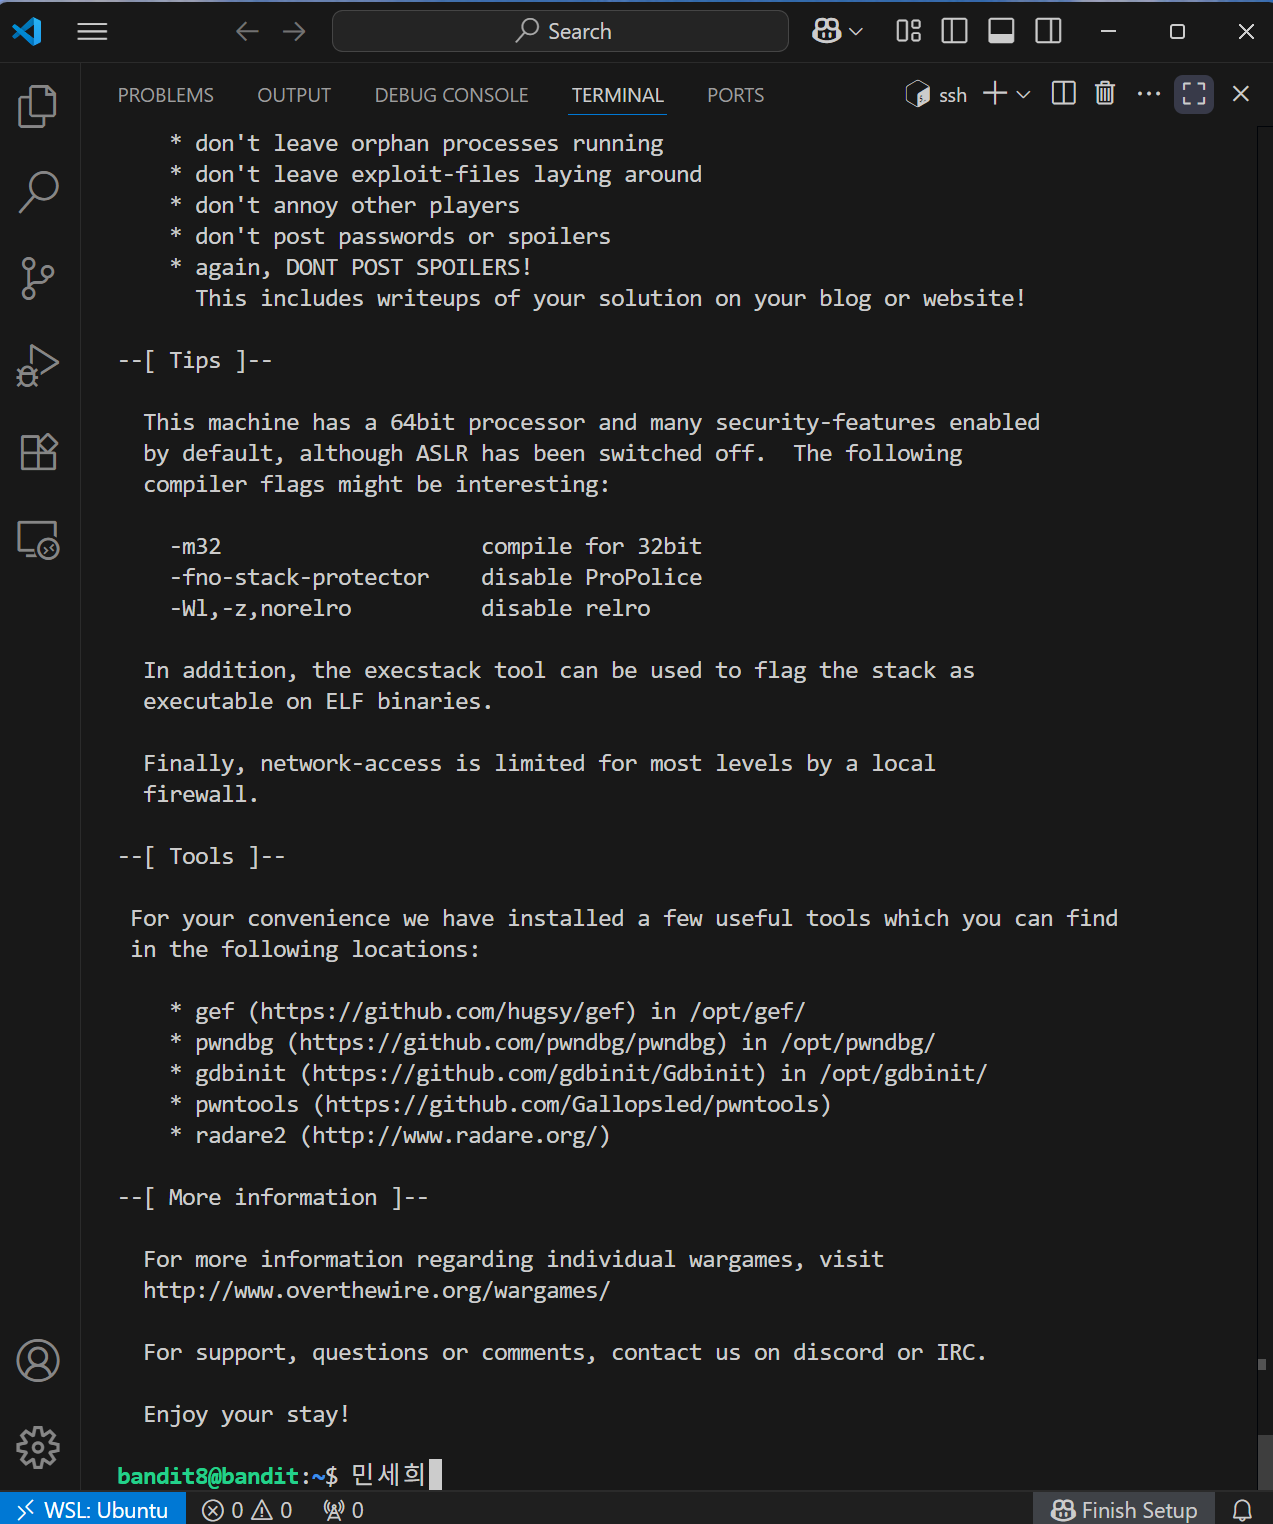 Search
PROBLEMS OUTPUT DEBUG CONSOLE TERMINAL PORTS ssh
* don't leave orphan processes running
* don't leave exploit-files laying around
* don't annoy other players
* don't post passwords or spoilers
* again, DONT POST SPOILERS!
This includes writeups of your solution on your blog or website!
--[ Tips ]--
This machine has a 64bit processor and many security-features enabled
by default, although ASLR has been switched off.  The following
compiler flags might be interesting:
-m32                    compile for 32bit
-fno-stack-protector    disable ProPolice
-Wl,-z,norelro          disable relro
In addition, the execstack tool can be used to flag the stack as
executable on ELF binaries.
Finally, network-access is limited for most levels by a local
firewall.
--[ Tools ]--
For your convenience we have installed a few useful tools which you can find
in the following locations:
* gef (https://github.com/hugsy/gef) in /opt/gef/
* pwndbg (https://github.com/pwndbg/pwndbg) in /opt/pwndbg/
* gdbinit (https://github.com/gdbinit/Gdbinit) in /opt/gdbinit/
* pwntools (https://github.com/Gallopsled/pwntools)
* radare2 (http://www.radare.org/)
--[ More information ]--
For more information regarding individual wargames, visit
http://www.overthewire.org/wargames/
For support, questions or comments, contact us on discord or IRC.
Enjoy your stay!
bandit8@bandit:~$ 민세희
WSL: Ubuntu 0 0 0 Finish Setup